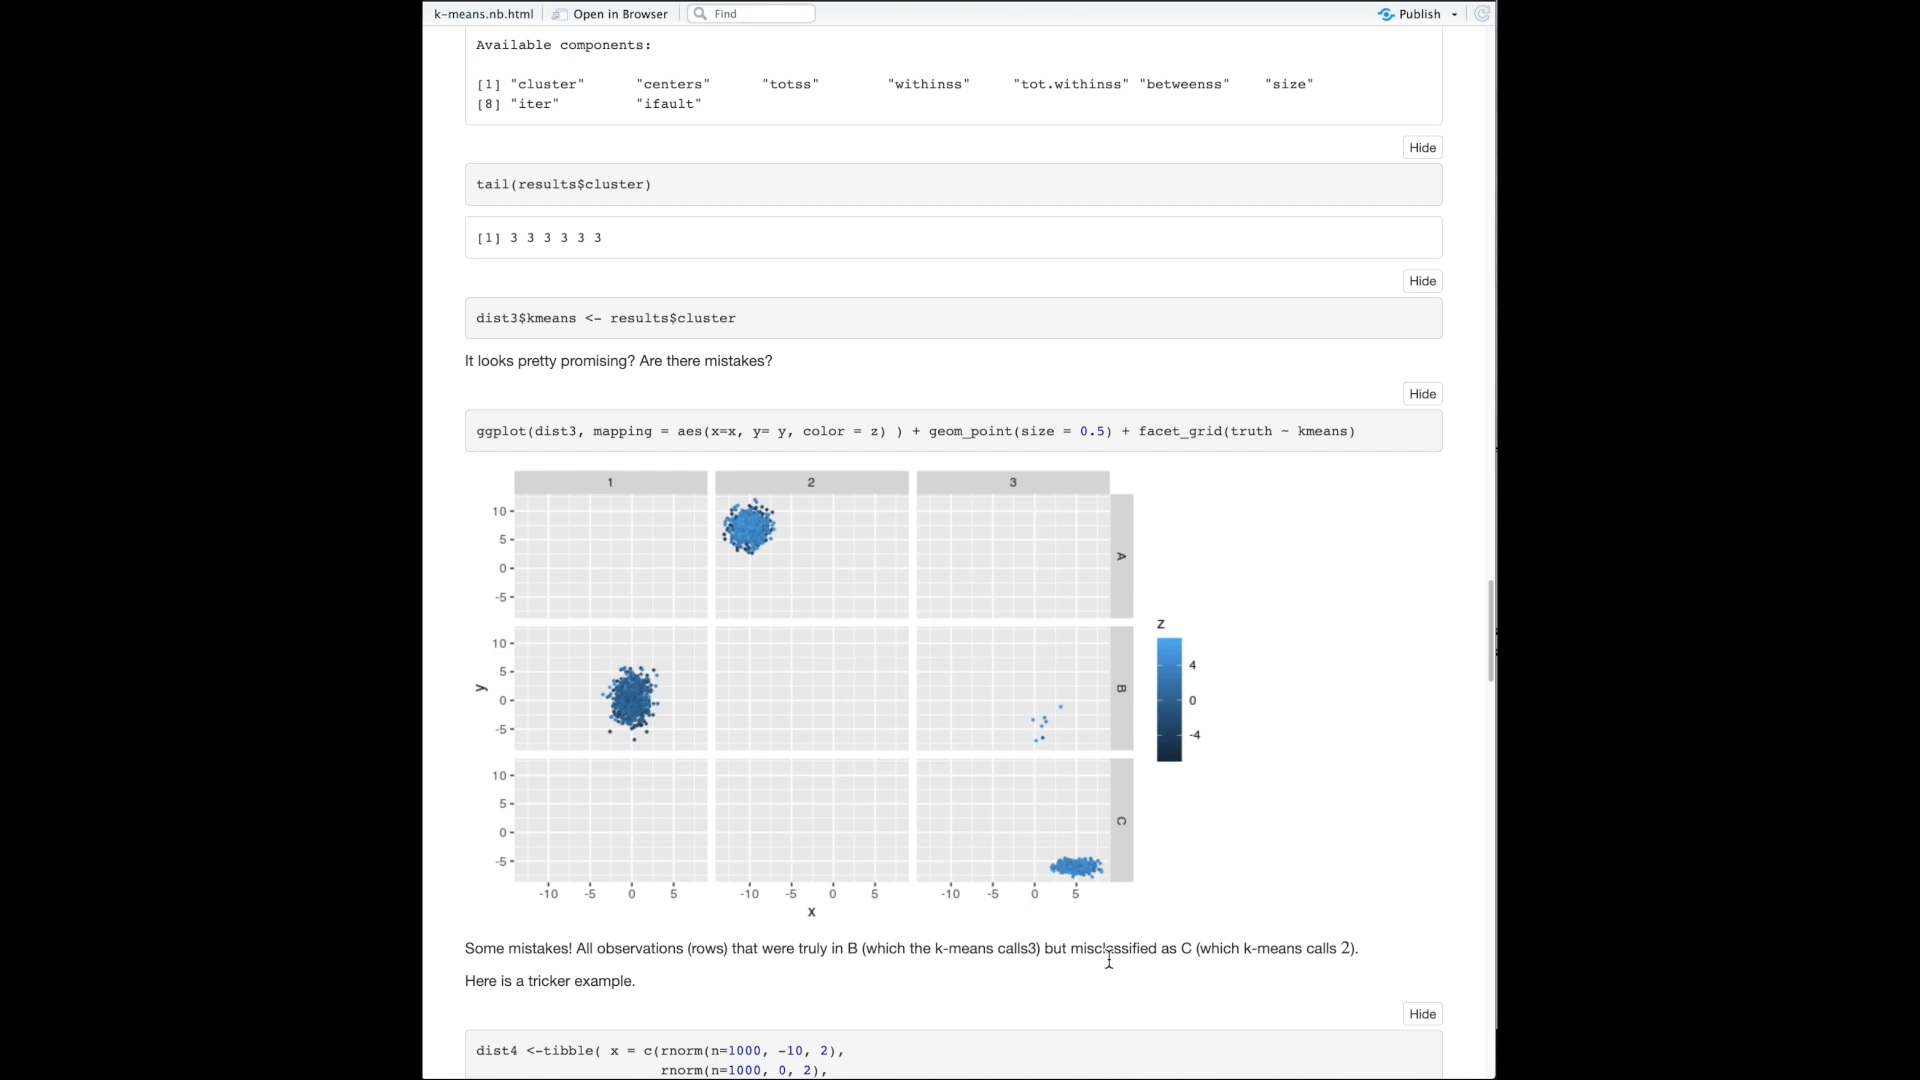 k-means.nb.html Open in Browser Find Publish
Available components:
[1] "cluster" "centers" "totss" "withinss" "tot.withinss" "betweenss" "size"
[8] "iter" "ifault"
Hide
tail(results$cluster)
[1] 3 3 3 3 3 3
Hide
dist3$kmeans <- results$cluster
It looks pretty promising? Are there mistakes?
Hide
ggplot(dist3, mapping = aes(x=x, y= y, color = z) ) + geom_point(size = 0.5) + facet_grid(truth ~ kmeans)
1 2 3
10
5
0
-5
A
10
5
0
-5
B
10
5
0
-5
C
y
-10 -5 0 5 -10 -5 0 5 -10 -5 0 5
x
z
4
0
-4
Some mistakes! All observations (rows) that were truly in B (which the k-means calls3) but misclassified as C (which k-means calls 2).
Here is a tricker example.
Hide
dist4 <-tibble( x = c(rnorm(n=1000, -10, 2),
rnorm(n=1000, 0, 2),